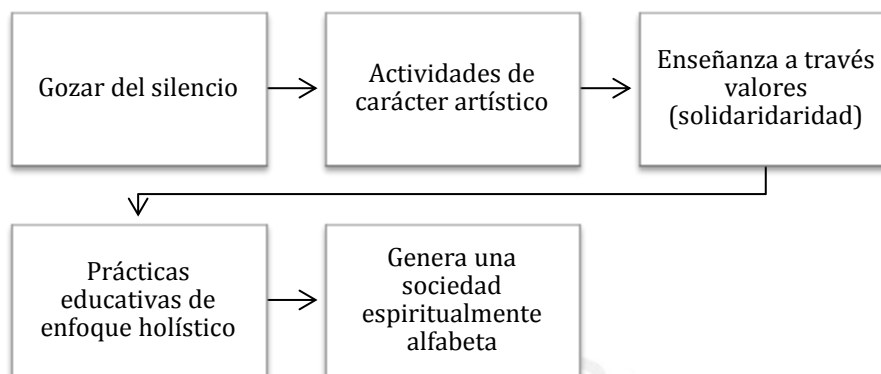 Gozar del silencio
Actividades de
carácter artístico
Enseñanza a través
valores
(solidaridaridad)
Prácticas
educativas de
enfoque holístico
Genera una
sociedad
espiritualmente
alfabeta